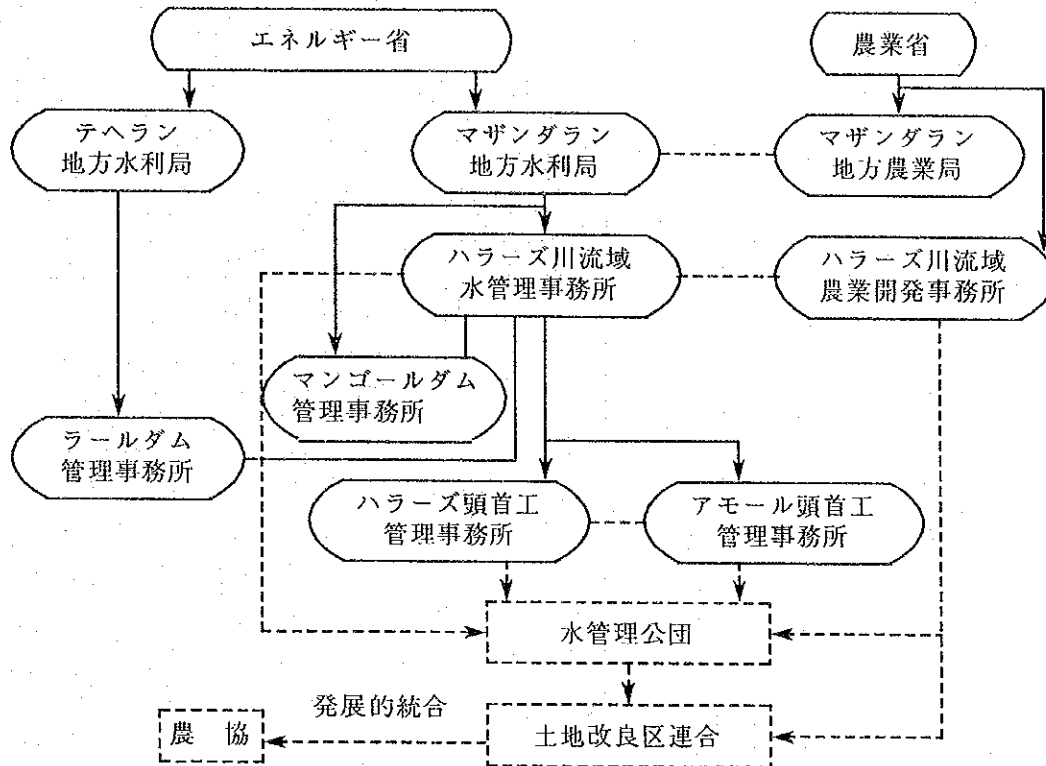 エネルギー省
農業省
テヘラン
地方水利局
マザンダラン
地方水利局
マザンダラン
地方農業局
ハラーズ川流域
水管理事務所
ハラーズ川流域
農業開発事務所
マンゴールダム
管理事務所
ラールダム
管理事務所
ハラーズ頭首工
管理事務所
アモール頭首工
管理事務所
水管理公団
発展的統合
農　協
土地改良区連合